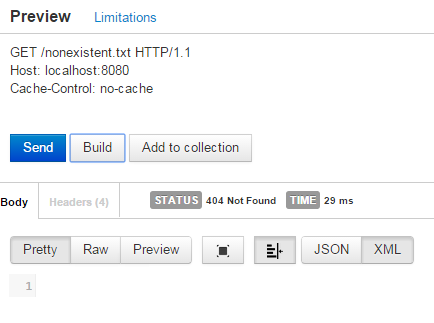 Preview Limitations
GET /nonexistent.txt HTTP/1.1
Host: localhost:8080
Cache-Control: no-cache
Send Build Add to collection
Body Headers (4) STATUS 404 Not Found TIME 29 ms
Pretty Raw Preview JSON XML
1